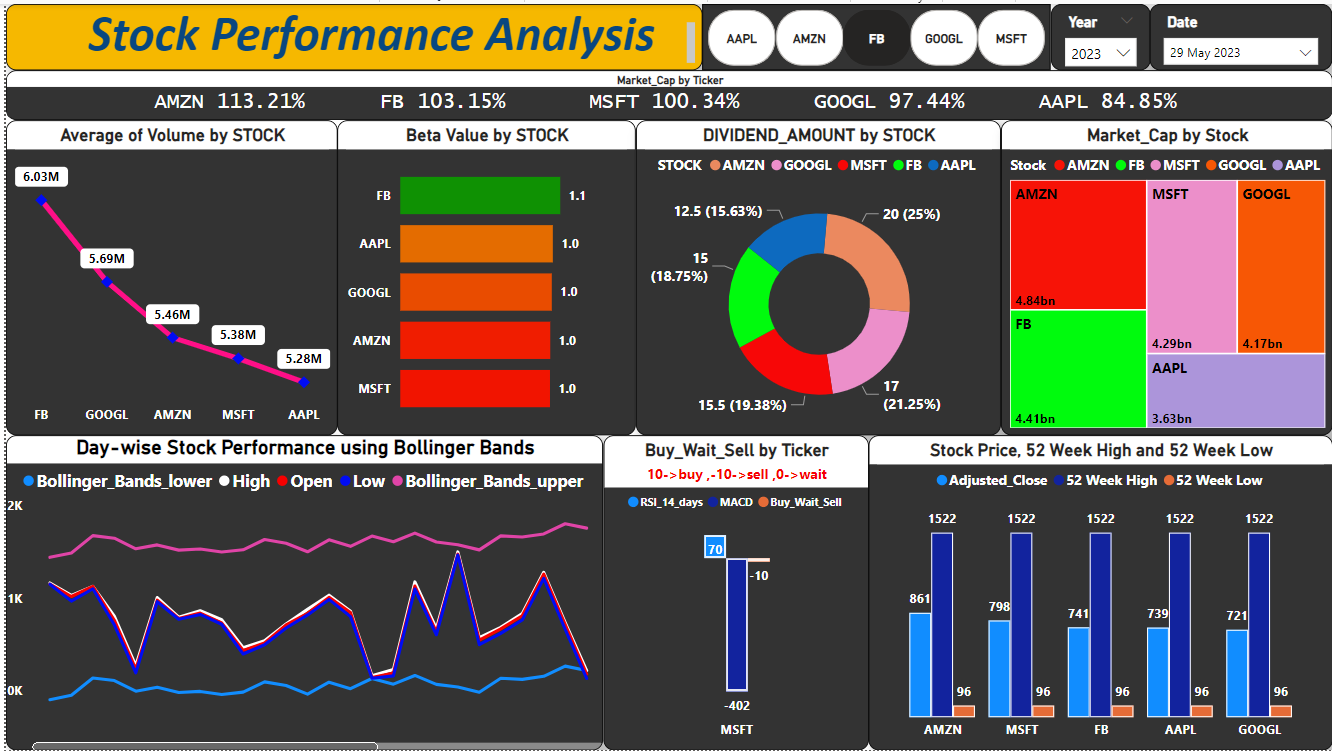 Stock Performance Analysis
AAPL AMZN FB GOOGL MSFT
Year
2023
Date
29 May 2023
Market_Cap by Ticker
AMZN 113.21% FB 103.15% MSFT 100.34% GOOGL 97.44% AAPL 84.85%
Average of Volume by STOCK
6.03M
5.69M
5.46M
5.38M
5.28M
FB GOOGL AMZN MSFT AAPL
Beta Value by STOCK
FB 1.1
AAPL 1.0
GOOGL 1.0
AMZN 1.0
MSFT 1.0
DIVIDEND_AMOUNT by STOCK
STOCK AMZN GOOGL MSFT FB AAPL
12.5 (15.63%)
20 (25%)
15
(18.75%)
17
(21.25%)
15.5 (19.38%)
Market_Cap by Stock
Stock AMZN FB MSFT GOOGL AAPL
AMZN
4.84bn
FB
4.41bn
MSFT
4.29bn
GOOGL
4.17bn
AAPL
3.63bn
Day-wise Stock Performance using Bollinger Bands
Bollinger_Bands_lower High Open Low Bollinger_Bands_upper
2K
1K
0K
Buy_Wait_Sell by Ticker
10->buy ,-10->sell ,0->wait
RSI_14_days MACD Buy_Wait_Sell
70
-10
-402
MSFT
Stock Price, 52 Week High and 52 Week Low
Adjusted_Close 52 Week High 52 Week Low
1522 1522 1522 1522 1522
861 798 741 739 721
96 96 96 96 96
AMZN MSFT FB AAPL GOOGL